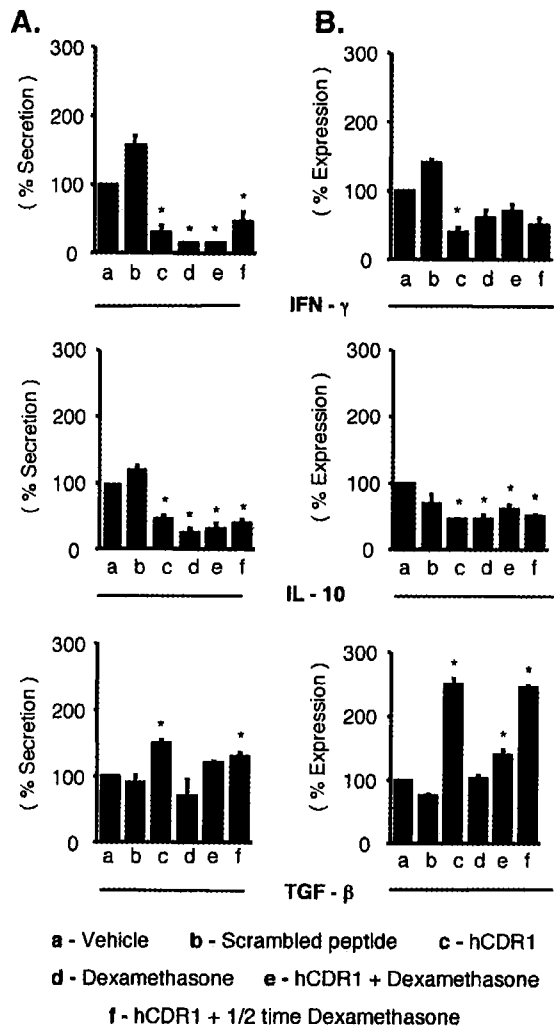 A.
B.
( % Secretion )
300
200
100
0
a b c d e f
* * * *
( % Expression )
300
200
100
0
a b c d e f
*
IFN - γ
( % Secretion )
300
200
100
0
a b c d e f
* * * *
( % Expression )
300
200
100
0
a b c d e f
* * * *
IL - 10
( % Secretion )
300
200
100
0
a b c d e f
* *
( % Expression )
300
200
100
0
a b c d e f
* * *
TGF - β
a - Vehicle b - Scrambled peptide c - hCDR1
d - Dexamethasone e - hCDR1 + Dexamethasone
f - hCDR1 + 1/2 time Dexamethasone